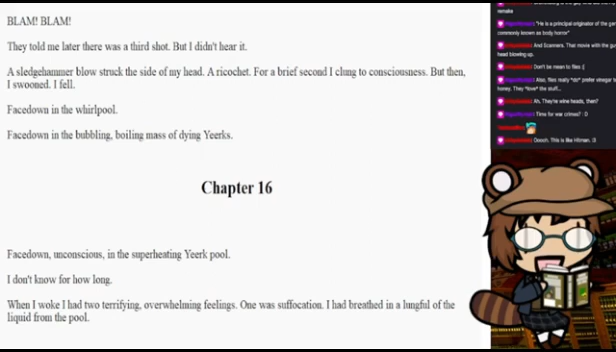 BLAM! BLAM!
They told me later there was a third shot. But I didn't hear it.
A sledgehammer blow struck the side of my head. A ricochet. For a brief second I clung to consciousness. But then,
I swooned. I fell.
Facedown in the whirlpool.
Facedown in the bubbling, boiling mass of dying Yeerks.
Chapter 16
Facedown, unconscious, in the superheating Yeerk pool.
I don't know for how long.
When I woke I had two terrifying, overwhelming feelings. One was suffocation. I had breathed in a lungful of the
liquid from the pool.
remake
"He is a principal originator of the
commonly known as body horror"
And Scanners. That movie with the
head blowing up.
Don't be mean to flies :(
Also, flies really *do* prefer vinegar
honey. They *love* the stuff...
Ah. They're wine heads, then?
Time for war crimes? :D
Oooch. This is like Hitman. :3